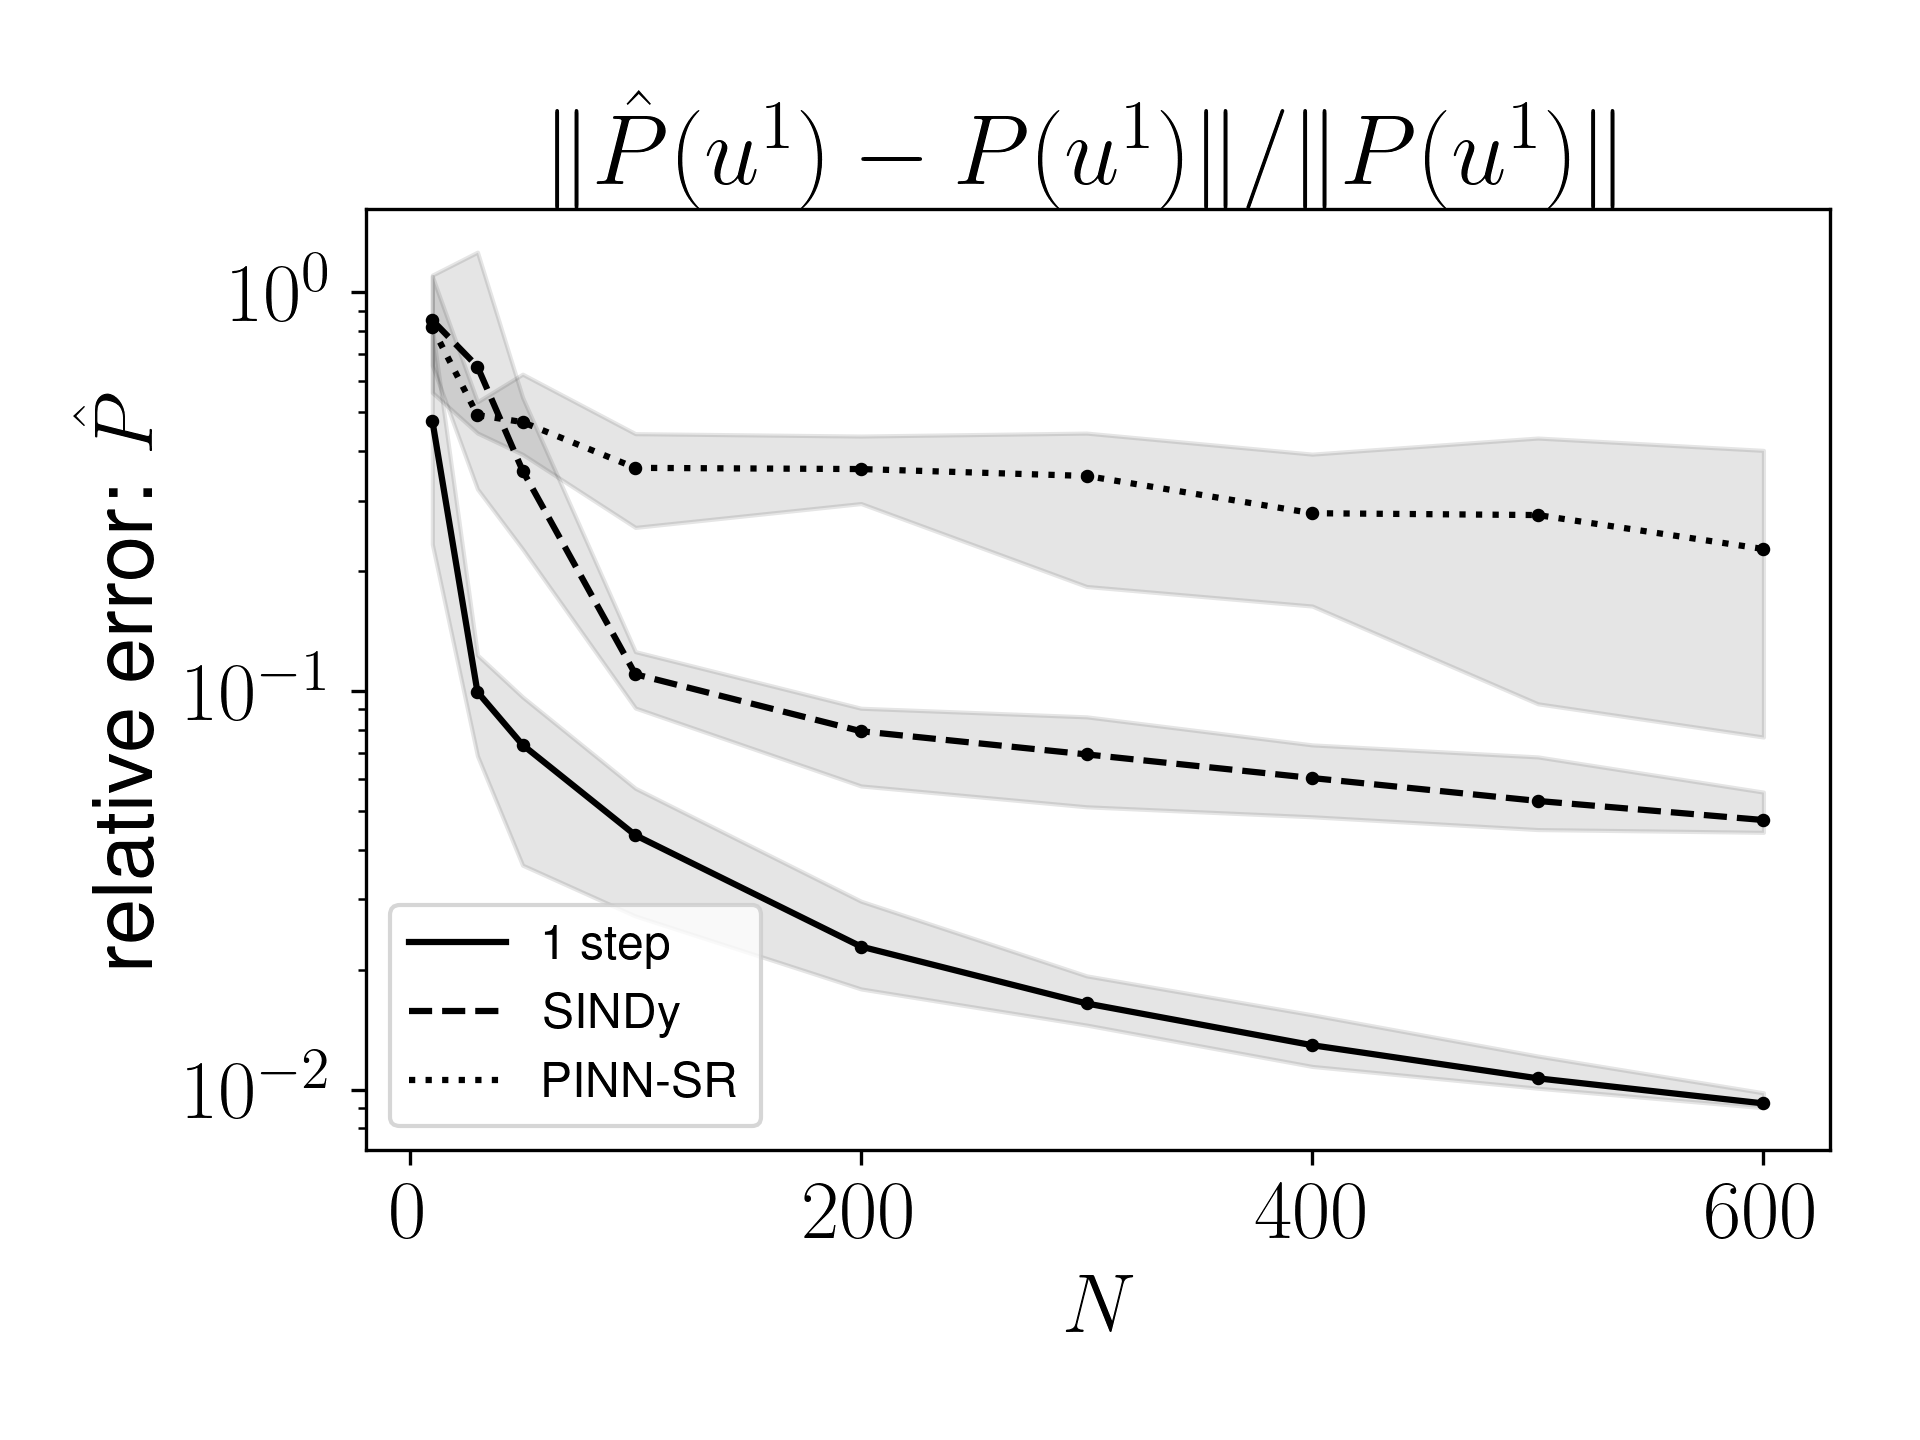 ‖P̂(u¹) − P(u¹)‖/‖P(u¹)‖
relative error: P̂
10⁰
10⁻¹
10⁻²
1 step
SINDy
PINN-SR
0 200 400 600
N